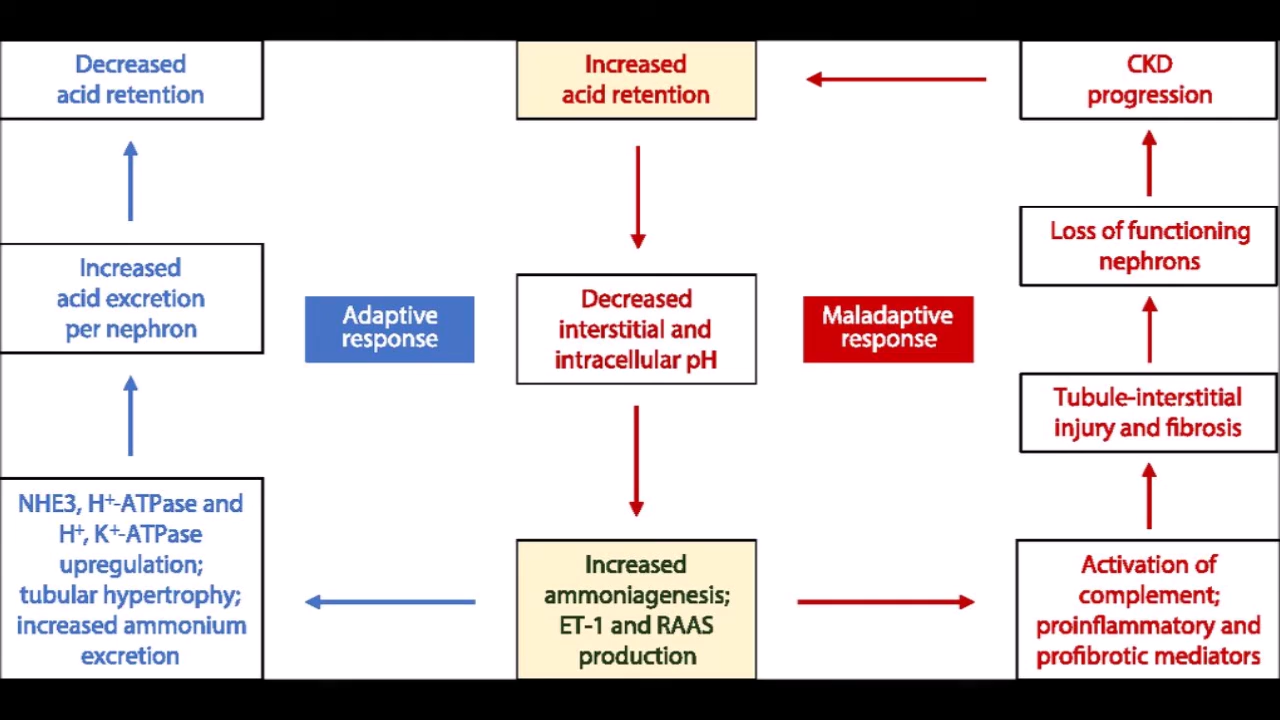 Decreased
acid retention
Increased
acid retention
CKD
progression
Loss of functioning
nephrons
Increased
acid excretion
per nephron
Adaptive
response
Decreased
interstitial and
intracellular pH
Maladaptive
response
Tubule-interstitial
injury and fibrosis
NHE3, H⁺-ATPase and
H⁺, K⁺-ATPase
upregulation;
tubular hypertrophy;
increased ammonium
excretion
Increased
ammoniagenesis;
ET-1 and RAAS
production
Activation of
complement;
proinflammatory and
profibrotic mediators